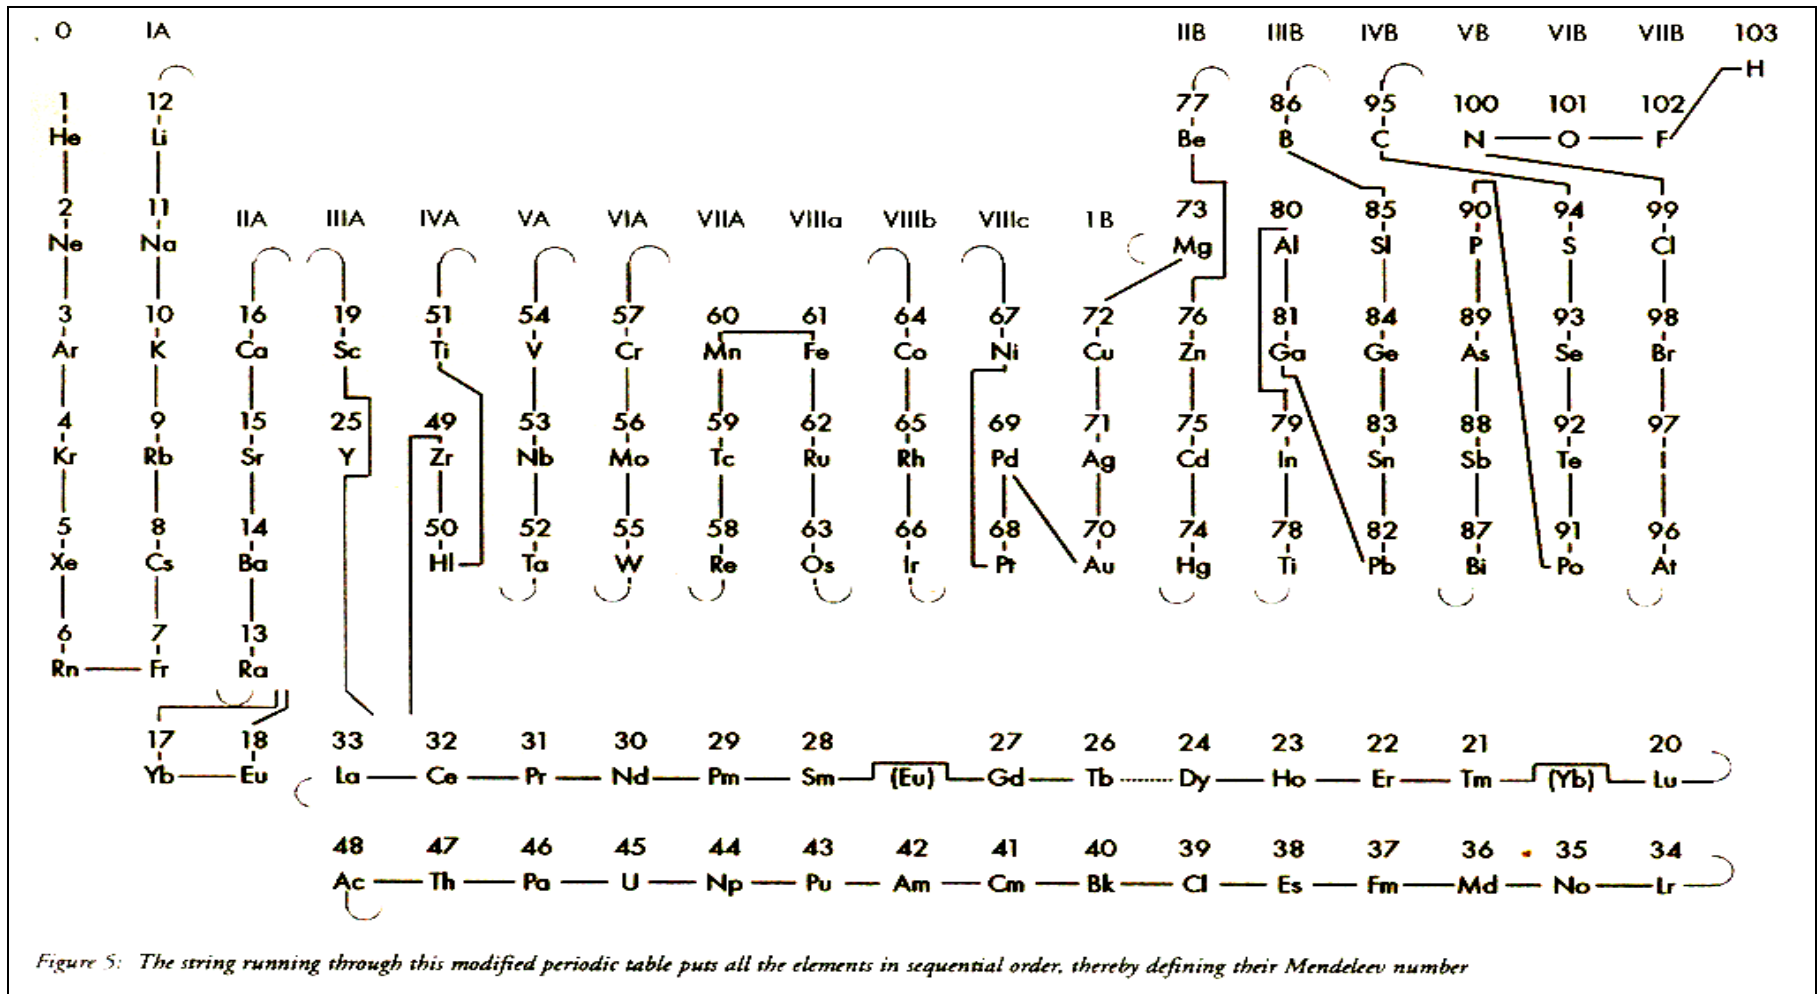 0 IA IIB IIIB IVB VB VIB VIIB 103
H
1 12 77 86 95 100 101 102
He Li Be B C N O F
2 11 73 80 85 90 94 99
IIA IIIA IVA VA VIA VIIA VIIIa VIIIb VIIIc 1B
Ne Na Mg Al Sl P S Cl
3 10 16 19 51 54 57 60 61 64 67 72 76 81 84 89 93 98
Ar K Ca Sc Ti V Cr Mn Fe Co Ni Cu Zn Ga Ge As Se Br
4 9 15 25 49 53 56 59 62 65 69 71 75 79 83 88 92 97
Kr Rb Sr Y Zr Nb Mo Tc Ru Rh Pd Ag Cd In Sn Sb Te I
5 8 14 50 52 55 58 63 66 68 70 74 78 82 87 91 96
Xe Cs Ba Hl Ta W Re Os Ir Pt Au Hg Ti Pb Bi Po At
6 7 13
Rn Fr Ra
17 18 33 32 31 30 29 28 27 26 24 23 22 21 20
Yb Eu La Ce Pr Nd Pm Sm (Eu) Gd Tb Dy Ho Er Tm (Yb) Lu
48 47 46 45 44 43 42 41 40 39 38 37 36 35 34
Ac Th Pa U Np Pu Am Cm Bk Cl Es Fm Md No Lr
Figure 5: The string running through this modified periodic table puts all the elements in sequential order, thereby defining their Mendeleev number